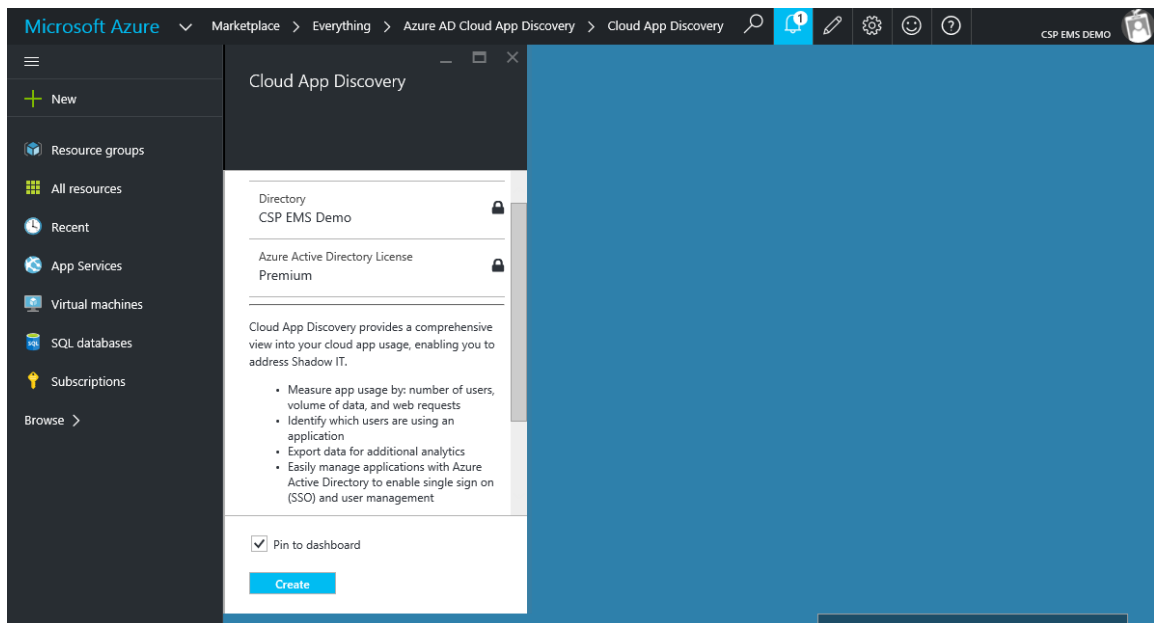 Microsoft Azure Marketplace > Everything > Azure AD Cloud App Discovery > Cloud App Discovery 1 CSP EMS DEMO
Cloud App Discovery
New
Resource groups
All resources
Recent
App Services
Virtual machines
SQL databases
Subscriptions
Browse >
Directory
CSP EMS Demo
Azure Active Directory License
Premium
Cloud App Discovery provides a comprehensive
view into your cloud app usage, enabling you to
address Shadow IT.
• Measure app usage by: number of users,
volume of data, and web requests
• Identify which users are using an
application
• Export data for additional analytics
• Easily manage applications with Azure
Active Directory to enable single sign on
(SSO) and user management
Pin to dashboard
Create